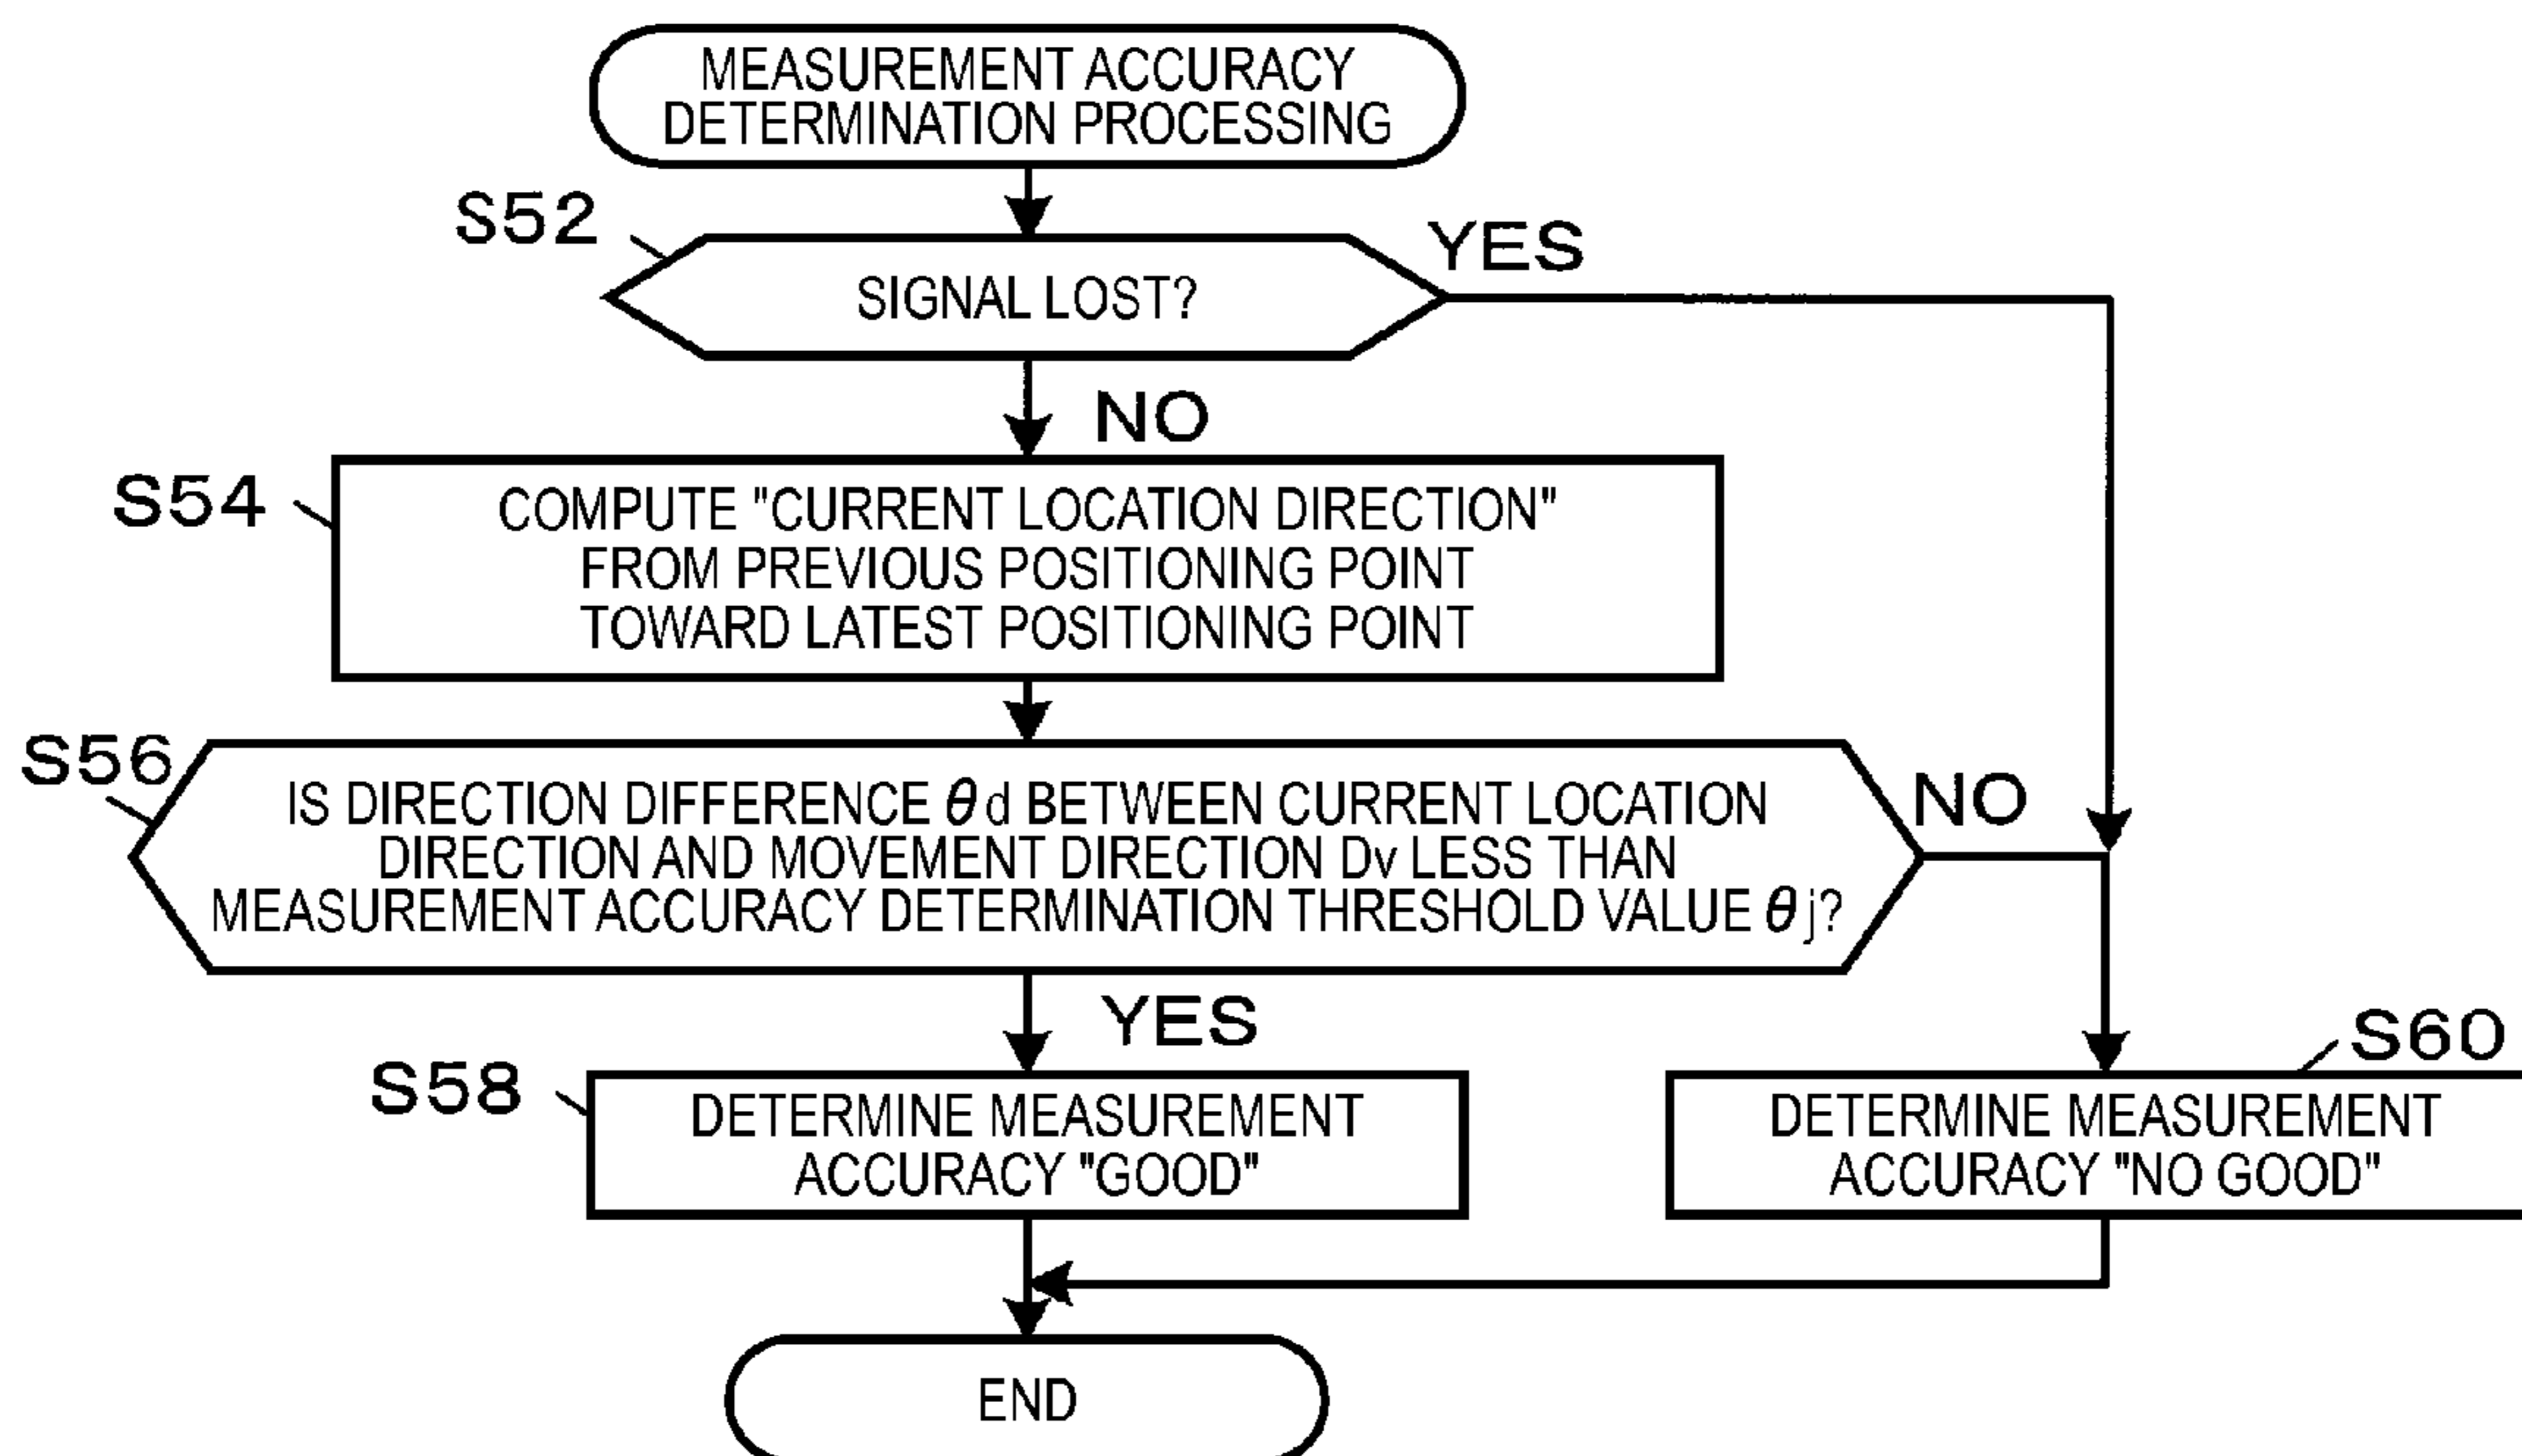 MEASUREMENT ACCURACY
DETERMINATION PROCESSING
S52
SIGNAL LOST?
YES
NO
S54
COMPUTE "CURRENT LOCATION DIRECTION"
FROM PREVIOUS POSITIONING POINT
TOWARD LATEST POSITIONING POINT
S56
IS DIRECTION DIFFERENCE θd BETWEEN CURRENT LOCATION
DIRECTION AND MOVEMENT DIRECTION Dv LESS THAN
MEASUREMENT ACCURACY DETERMINATION THRESHOLD VALUE θj?
NO
YES
S58
DETERMINE MEASUREMENT
ACCURACY "GOOD"
S60
DETERMINE MEASUREMENT
ACCURACY "NO GOOD"
END